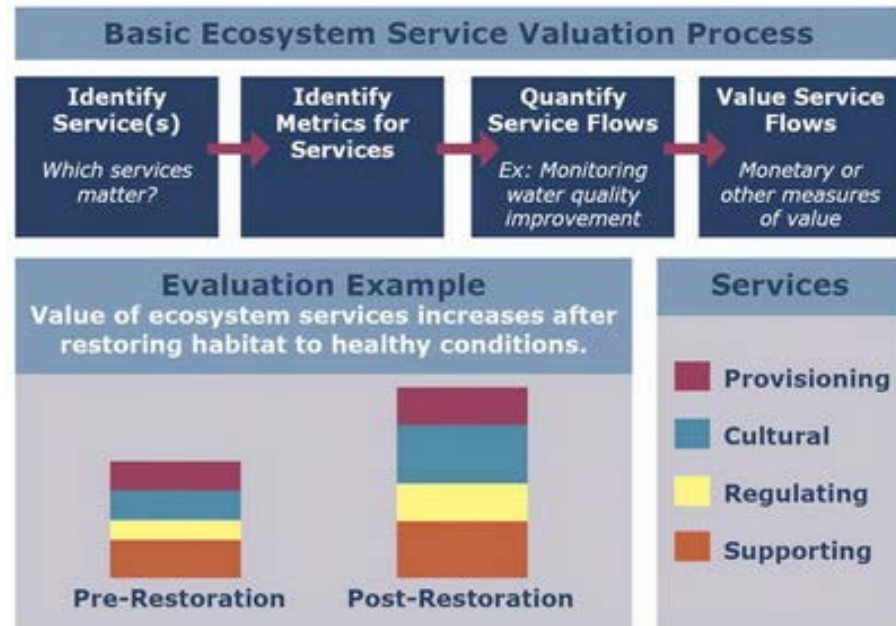 Basic Ecosystem Service Valuation Process
Identify
Service(s)
Which services
matter?
Identify
Metrics for
Services
Quantify
Service Flows
Ex: Monitoring
water quality
improvement
Value Service
Flows
Monetary or
other measures
of value
Evaluation Example
Value of ecosystem services increases after
restoring habitat to healthy conditions.
Pre-Restoration
Post-Restoration
Services
Provisioning
Cultural
Regulating
Supporting